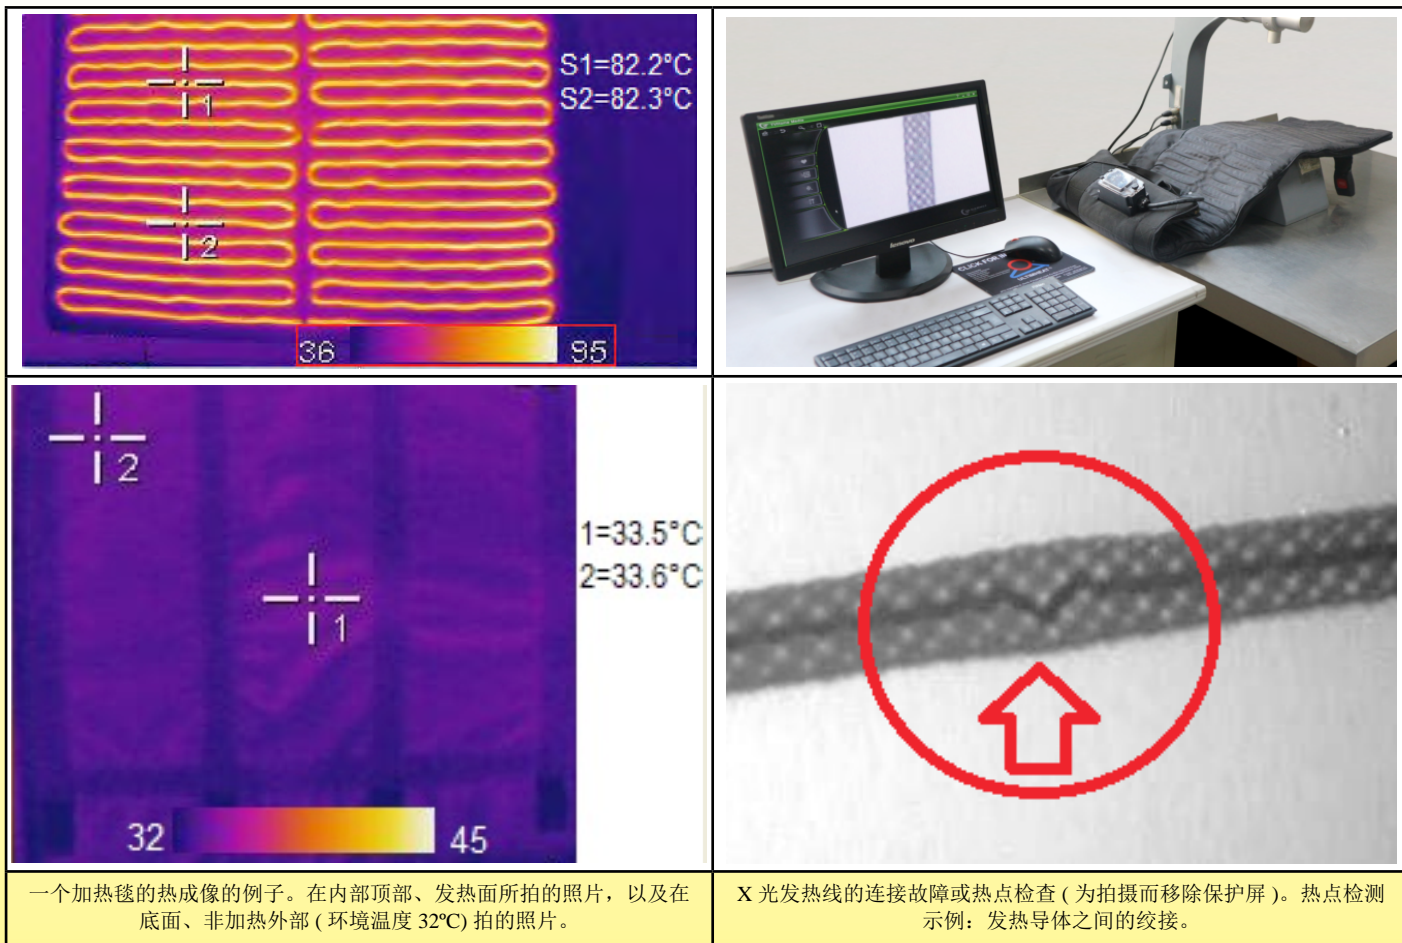 S1=82.2°C
S2=82.3°C
1
2
36
95
lenovo
CLICK FOR
2
1=33.5°C
2=33.6°C
1
32
45
一个加热毯的热成像的例子。在内部顶部、发热面所拍的照片，以及在
底面、非加热外部 ( 环境温度 32ºC) 拍的照片。
X 光发热线的连接故障或热点检查 ( 为拍摄而移除保护屏 )。热点检测
示例：发热导体之间的绞接。